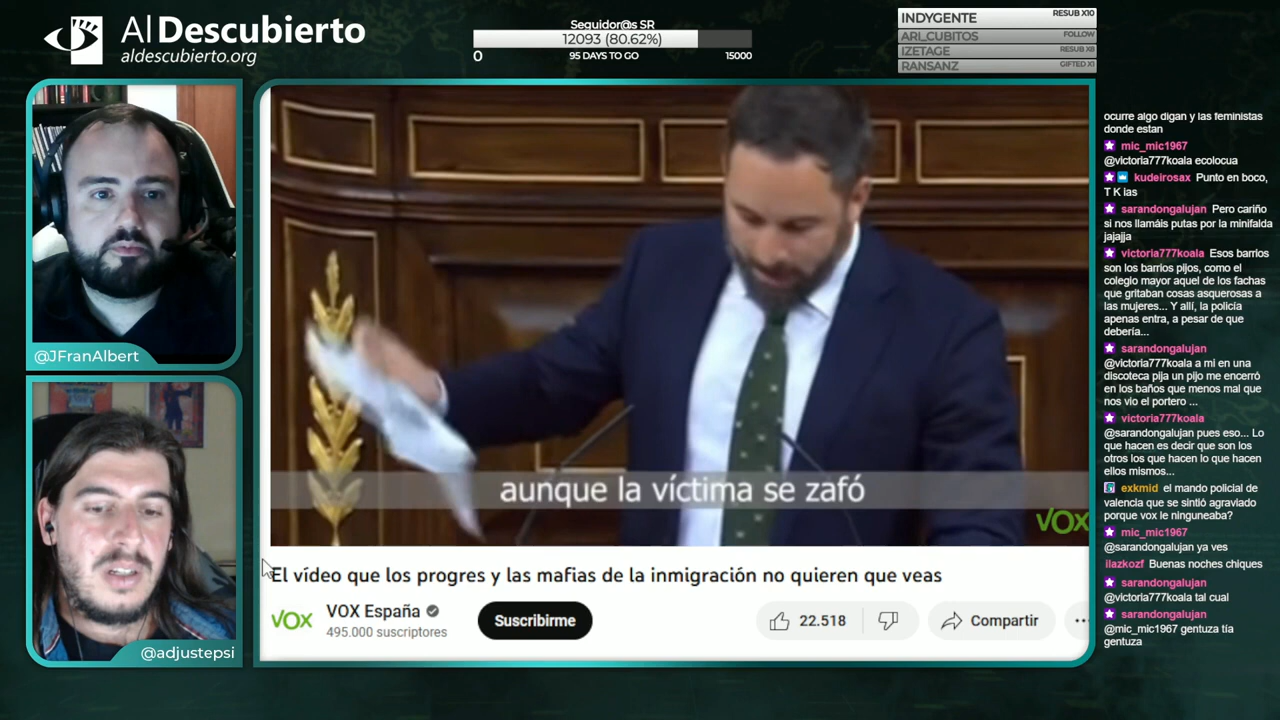 Al Descubierto
aldescubierto.org
Seguidor@s SR
12093 (80.62%)
0
95 DAYS TO GO
15000
INDYGENTE
RESUB X10
ARI_CUBITOS
FOLLOW
IZETAGE
RESUB X8
RANSANZ
GIFTED X1
@JFranAlbert
@adjustepsi
aunque la víctima se zafó
VOX
El vídeo que los progres y las mafias de la inmigración no quieren que veas
VOX
VOX España
495.000 suscriptores
Suscribirme
22.518
Compartir
ocurre algo digan y las feministas
donde estan
mic_mic1967
@victoria777koala ecolocua
kudeirosax Punto en boco,
T K ias
sarandongalujan Pero cariño
si nos llamáis putas por la minifalda
jajajja
victoria777koala Esos barrios
son los barrios pijos, como el
colegio mayor aquel de los fachas
que gritaban cosas asquerosas a
las mujeres... Y allí, la policía
apenas entra, a pesar de que
debería...
sarandongalujan
@victoria777koala a mi en una
discoteca pija un pijo me encerró
en los baños que menos mal que
nos vio el portero ...
victoria777koala
@sarandongalujan pues eso... Lo
que hacen es decir que son los
otros los que hacen lo que hacen
ellos mismos...
exkmid el mando policial de
valencia que se sintió agraviado
porque vox le ninguneaba?
mic_mic1967
@sarandongalujan ya ves
ilazkozf Buenas noches chiques
sarandongalujan
@victoria777koala tal cual
sarandongalujan
@mic_mic1967 gentuza tía
gentuza